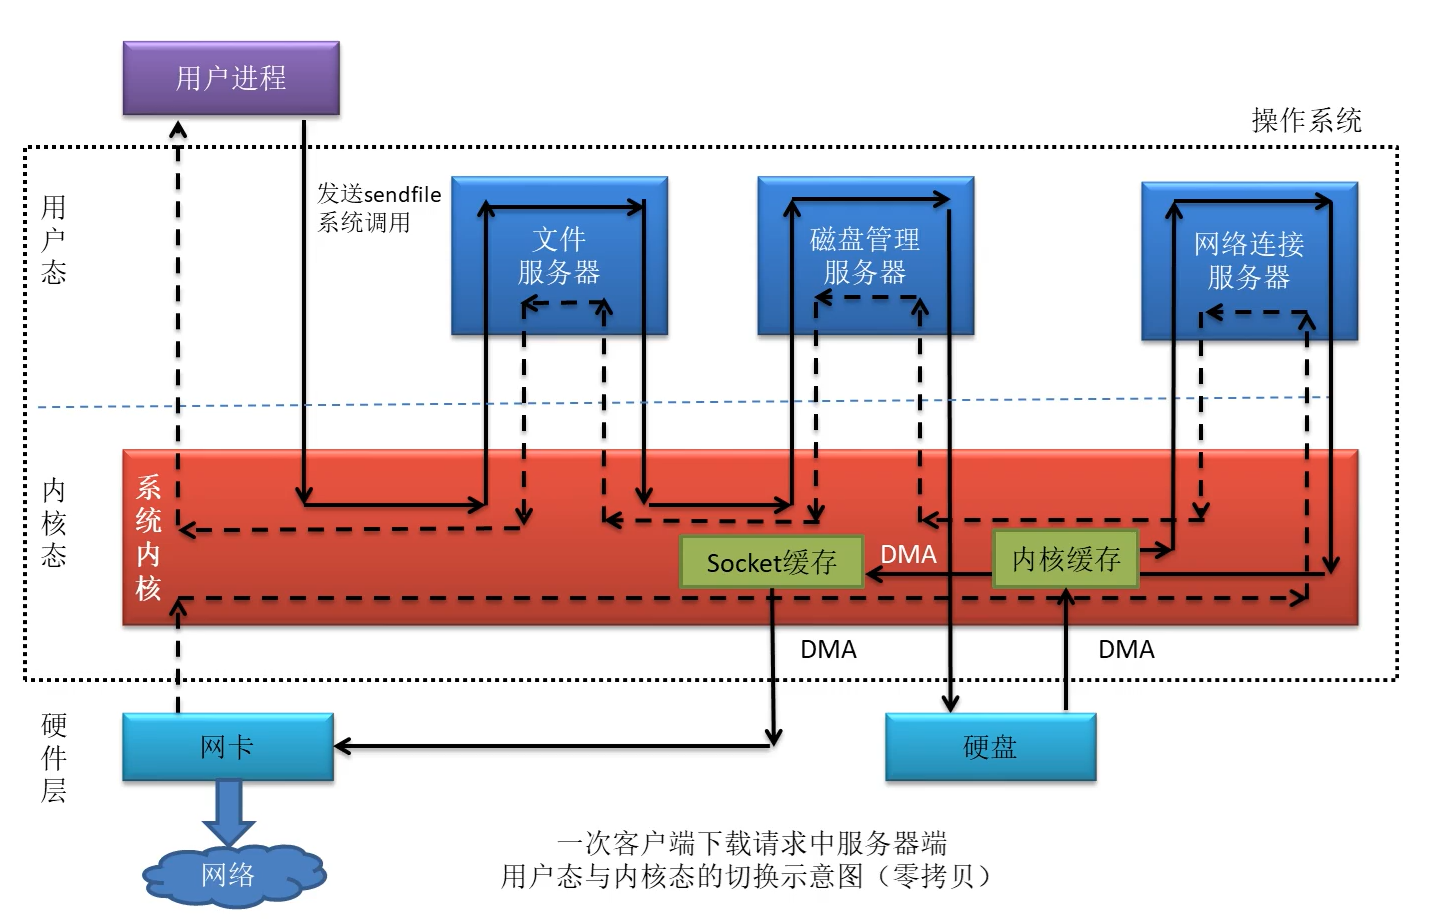 用户进程
操作系统
用户态
发送sendfile
系统调用
文件
服务器
磁盘管理
服务器
网络连接
服务器
内核态
系统内核
Socket缓存
DMA
内核缓存
DMA
DMA
硬件层
网卡
硬盘
网络
一次客户端下载请求中服务器端
用户态与内核态的切换示意图（零拷贝）